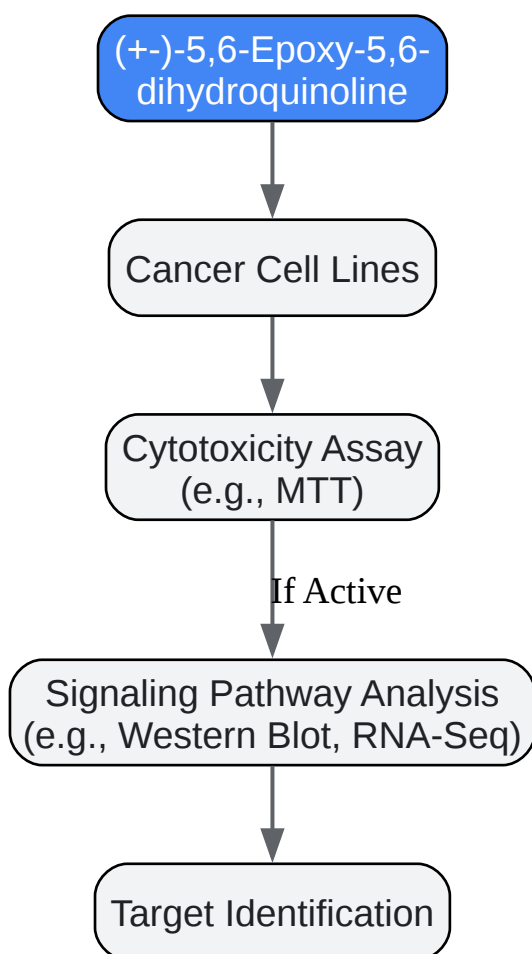 (+-)-5,6-Epoxy-5,6-
dihydroquinoline
Cancer Cell Lines
Cytotoxicity Assay
(e.g., MTT)
If Active
Signaling Pathway Analysis
(e.g., Western Blot, RNA-Seq)
Target Identification